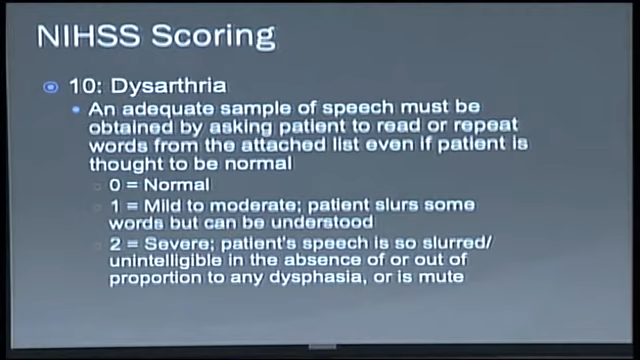 NIHSS Scoring
10: Dysarthria
An adequate sample of speech must be
obtained by asking patient to read or repeat
words from the attached list even if patient is
thought to be normal
0 = Normal
1 = Mild to moderate; patient slurs some
words but can be understood
2 = Severe; patient's speech is so slurred/
unintelligible in the absence of or out of
proportion to any dysphasia, or is mute